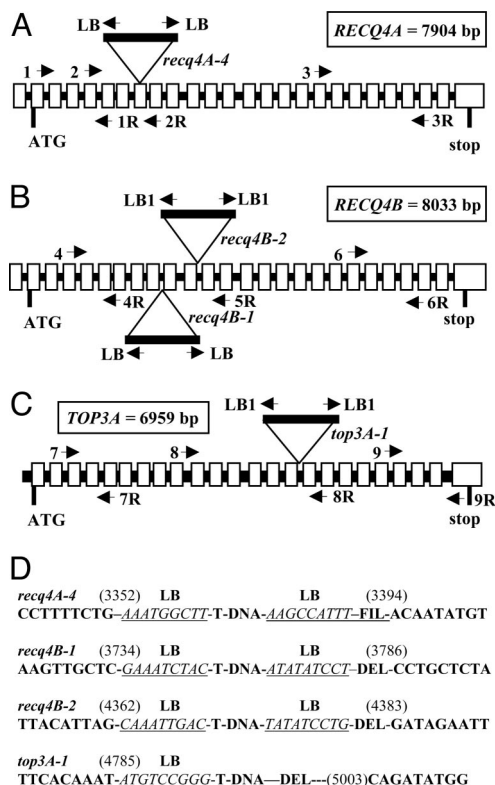 A
LB LB
recq4A-4
RECQ4A = 7904 bp
1 2 3
1R 2R 3R
ATG stop
B
LB1 LB1
recq4B-2
RECQ4B = 8033 bp
4 6
4R 5R 6R
recq4B-1
ATG stop
LB LB
C
TOP3A = 6959 bp
LB1 LB1
top3A-1
7 8 9
7R 8R 9R
ATG stop
D
recq4A-4 (3352) LB LB (3394)
CCTTTTCTG–AAATGGCTT-T-DNA-AAGCCATTT–FIL-ACAATATGT
recq4B-1 (3734) LB LB (3786)
AAGTTGCTC-GAAATCTAC-T-DNA-ATATATCCT–DEL-CCTGCTCTA
recq4B-2 (4362) LB LB (4383)
TTACATTAG-CAAATTGAC-T-DNA-TATATCCTG-DEL-GATAGAATT
top3A-1 (4785) LB
TTCACAAAT-ATGTCCGGG-T-DNA—DEL---(5003)CAGATATGG